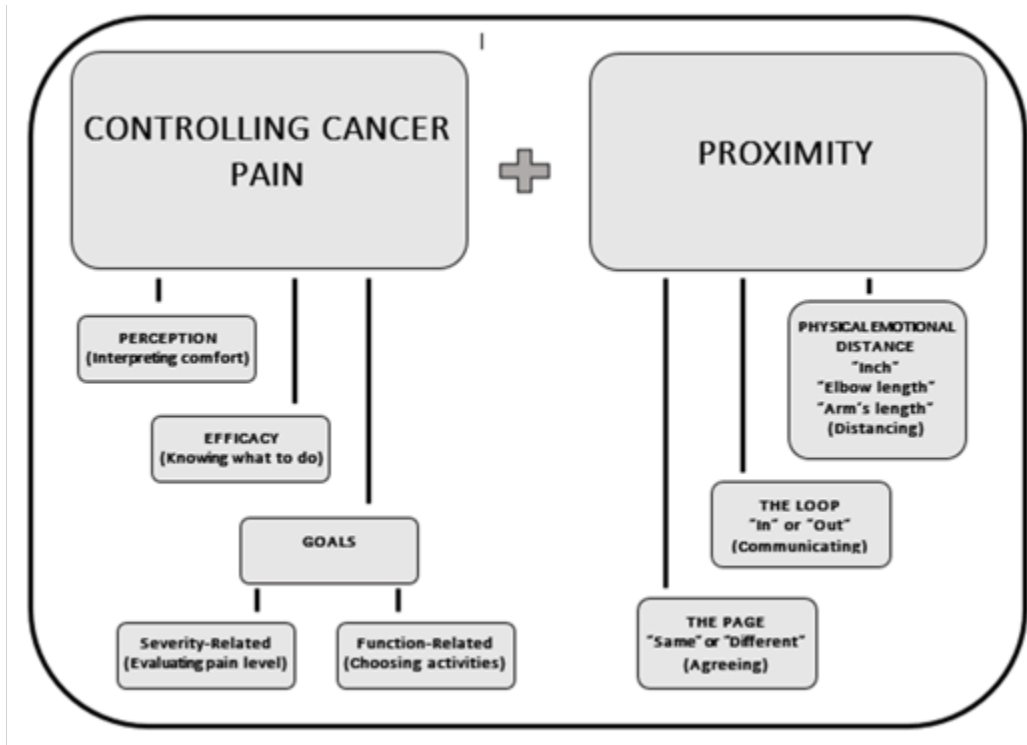 CONTROLLING CANCER
PAIN
PROXIMITY
PERCEPTION
(Interpreting comfort)
EFFICACY
(Knowing what to do)
GOALS
Severity-Related
(Evaluating pain level)
Function-Related
(Choosing activities)
PHYSICAL EMOTIONAL
DISTANCE
“Inch”
“Elbow length”
“Arm's length”
(Distancing)
THE LOOP
“In” or “Out”
(Communicating)
THE PAGE
“Same” or “Different”
(Agreeing)